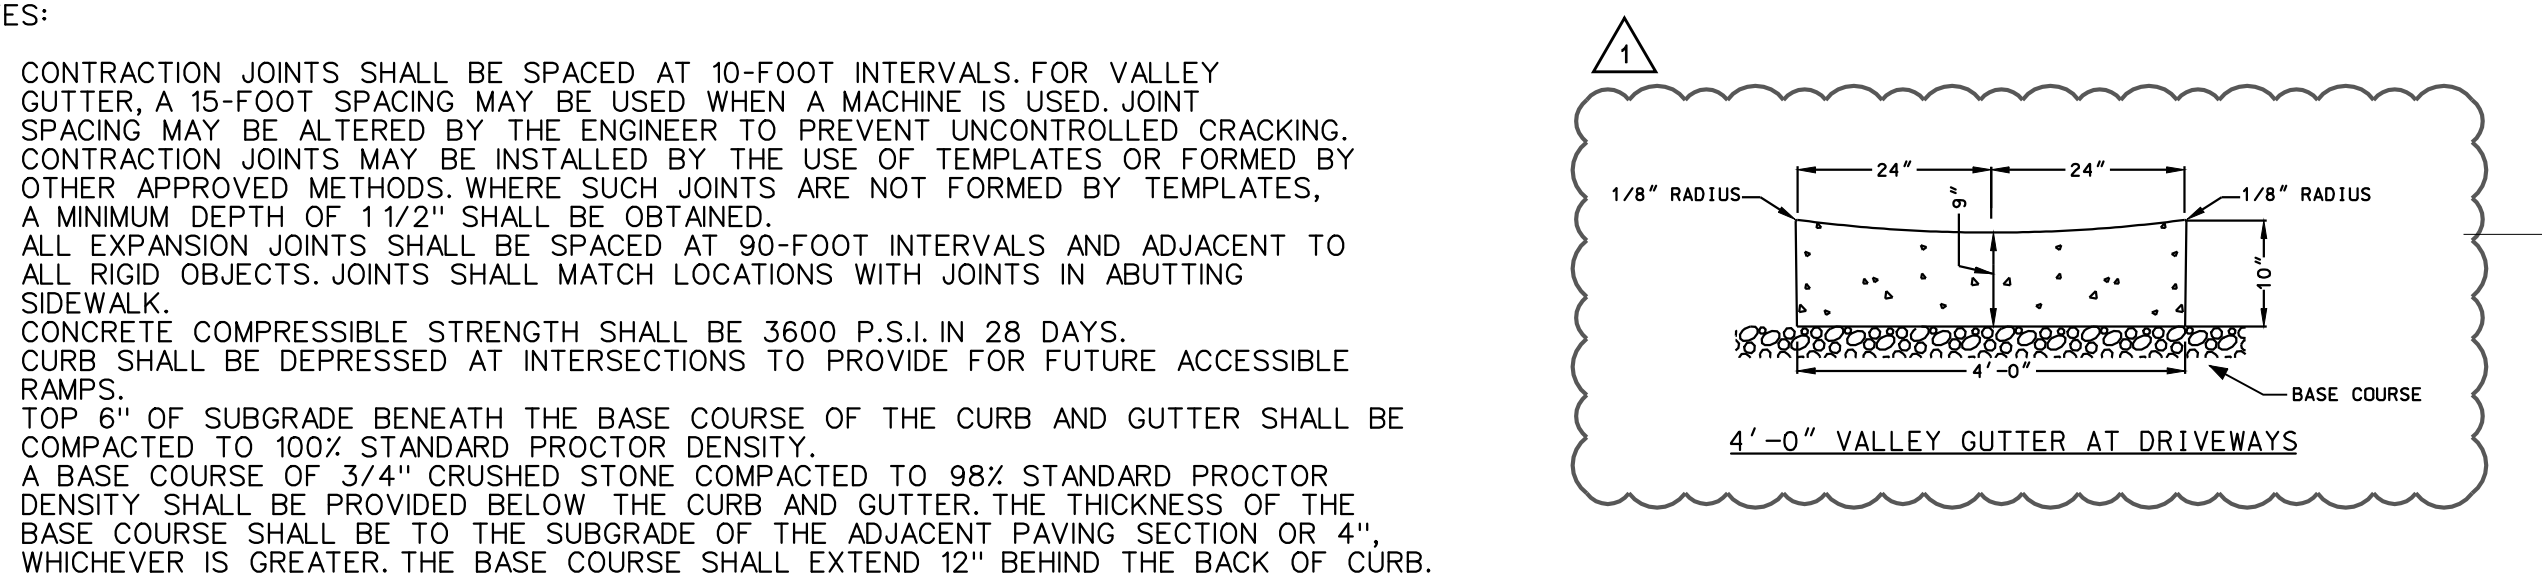 ES:
CONTRACTION JOINTS SHALL BE SPACED AT 10-FOOT INTERVALS. FOR VALLEY
GUTTER, A 15-FOOT SPACING MAY BE USED WHEN A MACHINE IS USED. JOINT
SPACING MAY BE ALTERED BY THE ENGINEER TO PREVENT UNCONTROLLED CRACKING.
CONTRACTION JOINTS MAY BE INSTALLED BY THE USE OF TEMPLATES OR FORMED BY
OTHER APPROVED METHODS. WHERE SUCH JOINTS ARE NOT FORMED BY TEMPLATES,
A MINIMUM DEPTH OF 1 1/2" SHALL BE OBTAINED.
ALL EXPANSION JOINTS SHALL BE SPACED AT 90-FOOT INTERVALS AND ADJACENT TO
ALL RIGID OBJECTS. JOINTS SHALL MATCH LOCATIONS WITH JOINTS IN ABUTTING
SIDEWALK.
CONCRETE COMPRESSIBLE STRENGTH SHALL BE 3600 P.S.I. IN 28 DAYS.
CURB SHALL BE DEPRESSED AT INTERSECTIONS TO PROVIDE FOR FUTURE ACCESSIBLE
RAMPS.
TOP 6" OF SUBGRADE BENEATH THE BASE COURSE OF THE CURB AND GUTTER SHALL BE
COMPACTED TO 100% STANDARD PROCTOR DENSITY.
A BASE COURSE OF 3/4" CRUSHED STONE COMPACTED TO 98% STANDARD PROCTOR
DENSITY SHALL BE PROVIDED BELOW THE CURB AND GUTTER. THE THICKNESS OF THE
BASE COURSE SHALL BE TO THE SUBGRADE OF THE ADJACENT PAVING SECTION OR 4",
WHICHEVER IS GREATER. THE BASE COURSE SHALL EXTEND 12" BEHIND THE BACK OF CURB.
1
24" 24"
1/8" RADIUS
9"
1/8" RADIUS
10"
4'-0"
BASE COURSE
4'-0" VALLEY GUTTER AT DRIVEWAYS